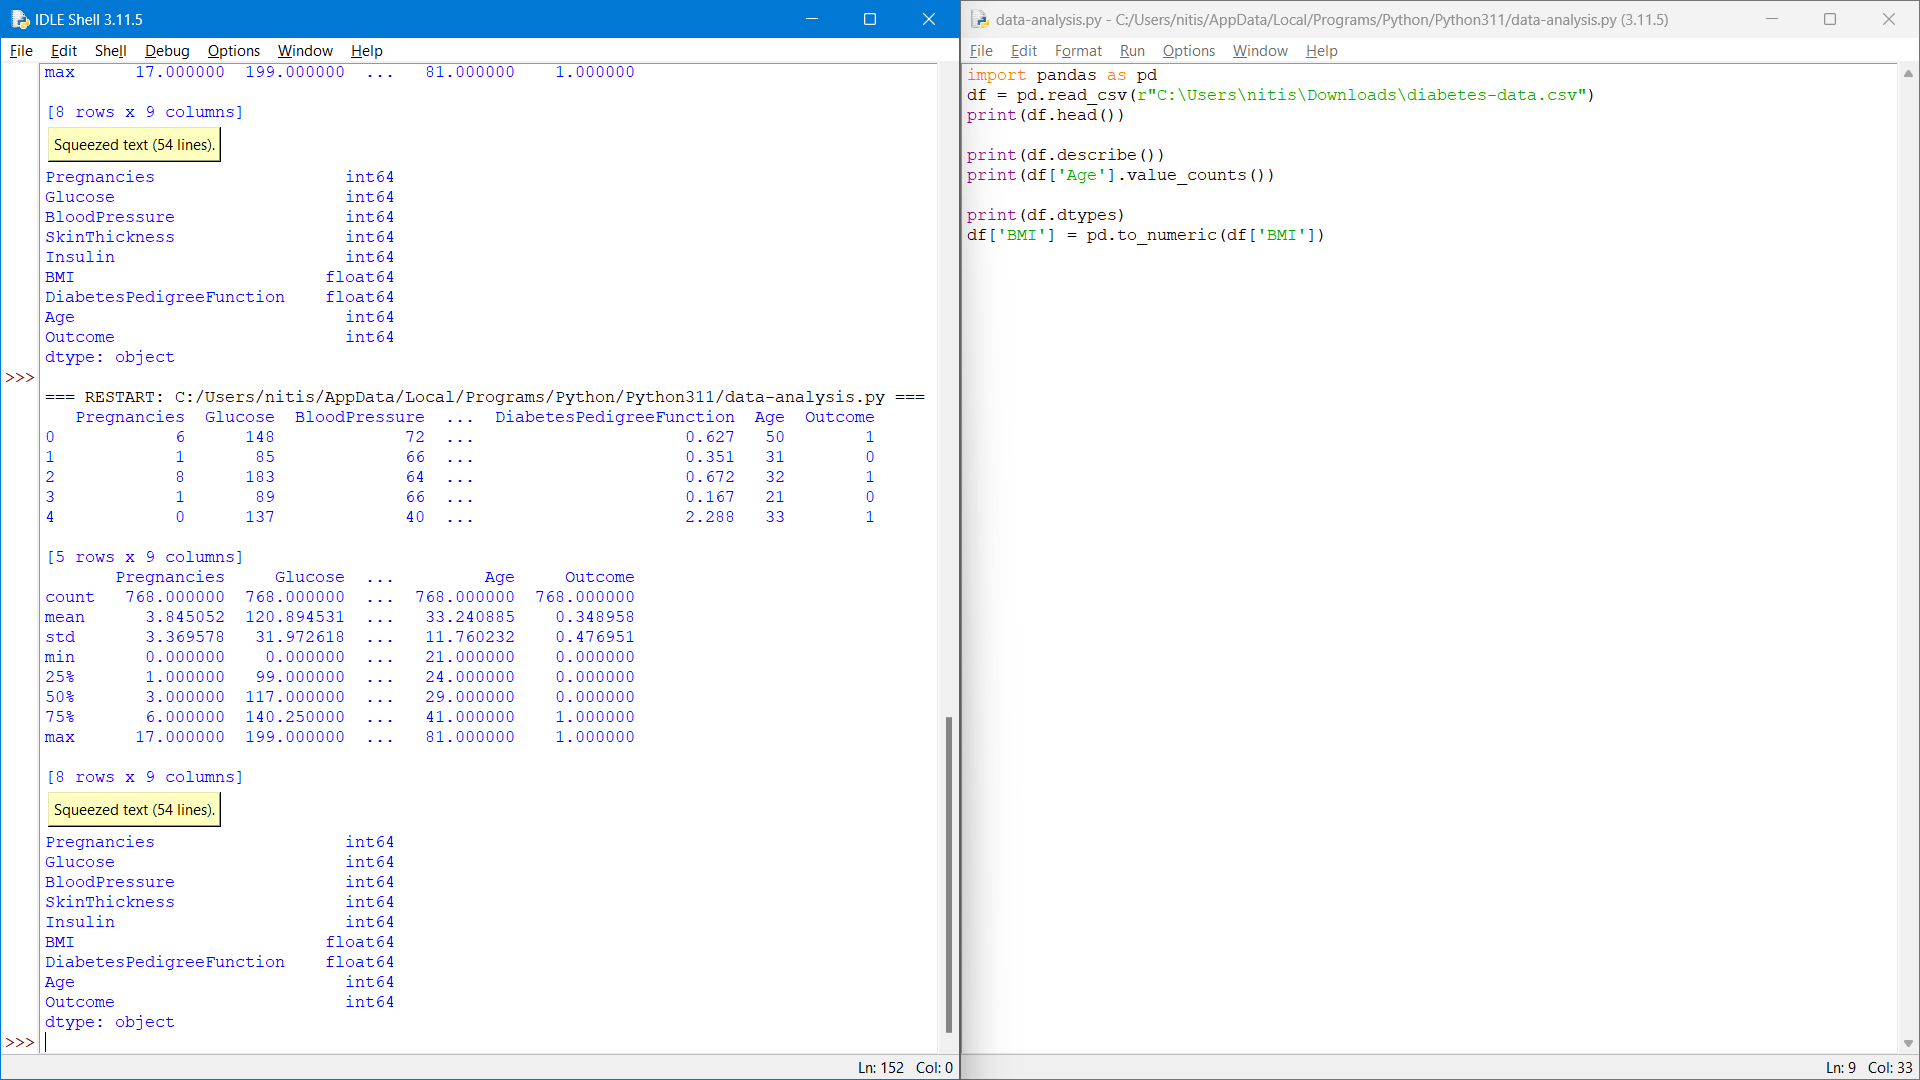 IDLE Shell 3.11.5
File Edit Shell Debug Options Window Help
max      17.000000  199.000000  ...   81.000000    1.000000
[8 rows x 9 columns]
Squeezed text (54 lines).
Pregnancies                   int64
Glucose                       int64
BloodPressure                 int64
SkinThickness                 int64
Insulin                       int64
BMI                         float64
DiabetesPedigreeFunction    float64
Age                           int64
Outcome                       int64
dtype: object
>>>
=== RESTART: C:/Users/nitis/AppData/Local/Programs/Python/Python311/data-analysis.py ===
   Pregnancies  Glucose  BloodPressure  ...  DiabetesPedigreeFunction  Age  Outcome
0            6      148             72  ...                     0.627   50        1
1            1       85             66  ...                     0.351   31        0
2            8      183             64  ...                     0.672   32        1
3            1       89             66  ...                     0.167   21        0
4            0      137             40  ...                     2.288   33        1
[5 rows x 9 columns]
       Pregnancies     Glucose  ...         Age     Outcome
count   768.000000  768.000000  ...  768.000000  768.000000
mean      3.845052  120.894531  ...   33.240885    0.348958
std       3.369578   31.972618  ...   11.760232    0.476951
min       0.000000    0.000000  ...   21.000000    0.000000
25%       1.000000   99.000000  ...   24.000000    0.000000
50%       3.000000  117.000000  ...   29.000000    0.000000
75%       6.000000  140.250000  ...   41.000000    1.000000
max      17.000000  199.000000  ...   81.000000    1.000000
[8 rows x 9 columns]
Squeezed text (54 lines).
Pregnancies                   int64
Glucose                       int64
BloodPressure                 int64
SkinThickness                 int64
Insulin                       int64
BMI                         float64
DiabetesPedigreeFunction    float64
Age                           int64
Outcome                       int64
dtype: object
>>>
Ln: 152 Col: 0
data-analysis.py - C:/Users/nitis/AppData/Local/Programs/Python/Python311/data-analysis.py (3.11.5)
File Edit Format Run Options Window Help
import pandas as pd
df = pd.read_csv(r"C:\Users\nitis\Downloads\diabetes-data.csv")
print(df.head())
print(df.describe())
print(df['Age'].value_counts())
print(df.dtypes)
df['BMI'] = pd.to_numeric(df['BMI'])
Ln: 9 Col: 33